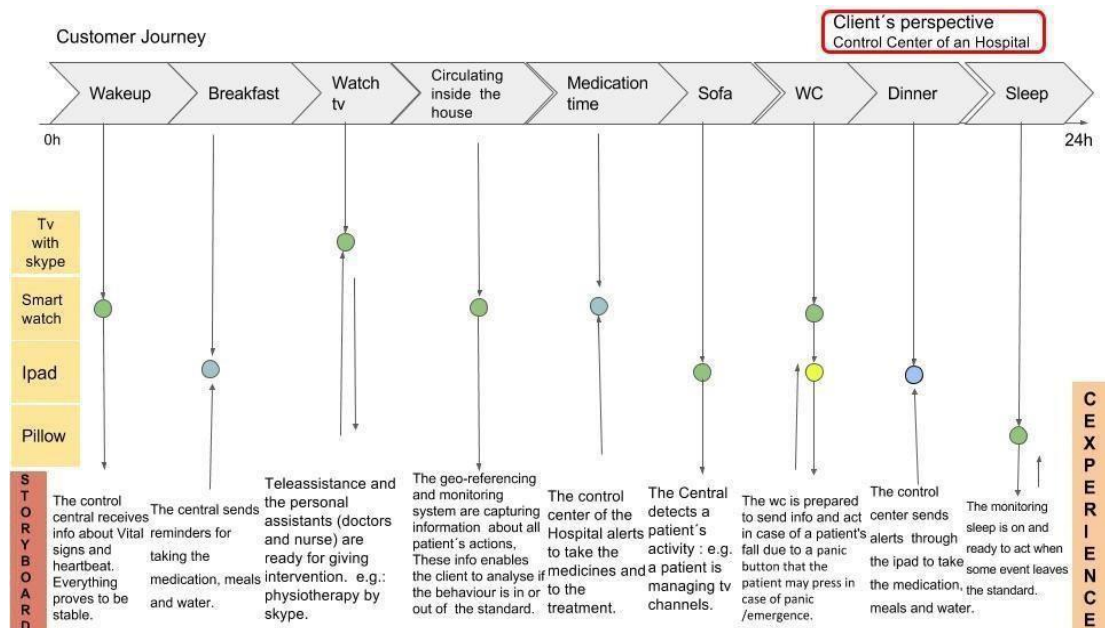 Client´s perspective
Control Center of an Hospital
Customer Journey
Wakeup
Breakfast
Watch
tv
Circulating
inside the
house
Medication
time
Sofa
WC
Dinner
Sleep
0h
24h
Tv
with
skype
Smart
watch
Ipad
Pillow
STORYBOARD
The control
central receives
info about Vital
signs and
heartbeat.
Everything
proves to be
stable.
The central sends
reminders for
taking the
medication, meals
and water.
Teleassistance and
the personal
assistants (doctors
and nurse) are
ready for giving
intervention. e.g.:
physiotherapy by
skype.
The geo-referencing
and monitoring
system are capturing
information about all
patient´s actions,
These info enables
the client to analyse if
the behaviour is in or
out of the standard.
The control
center of the
Hospital alerts
to take the
medicines and
to the
treatment.
The Central
detects a
patient´s
activity : e.g.
a patient is
managing tv
channels.
The wc is prepared
to send info and act
in case of a patient's
fall due to a panic
button that the
patient may press in
case of panic
/emergence.
The control
center sends
alerts through
the ipad to take
the medication,
meals and water.
The monitoring
sleep is on and
ready to act when
some event leaves
the standard.
CEXPERIENCE